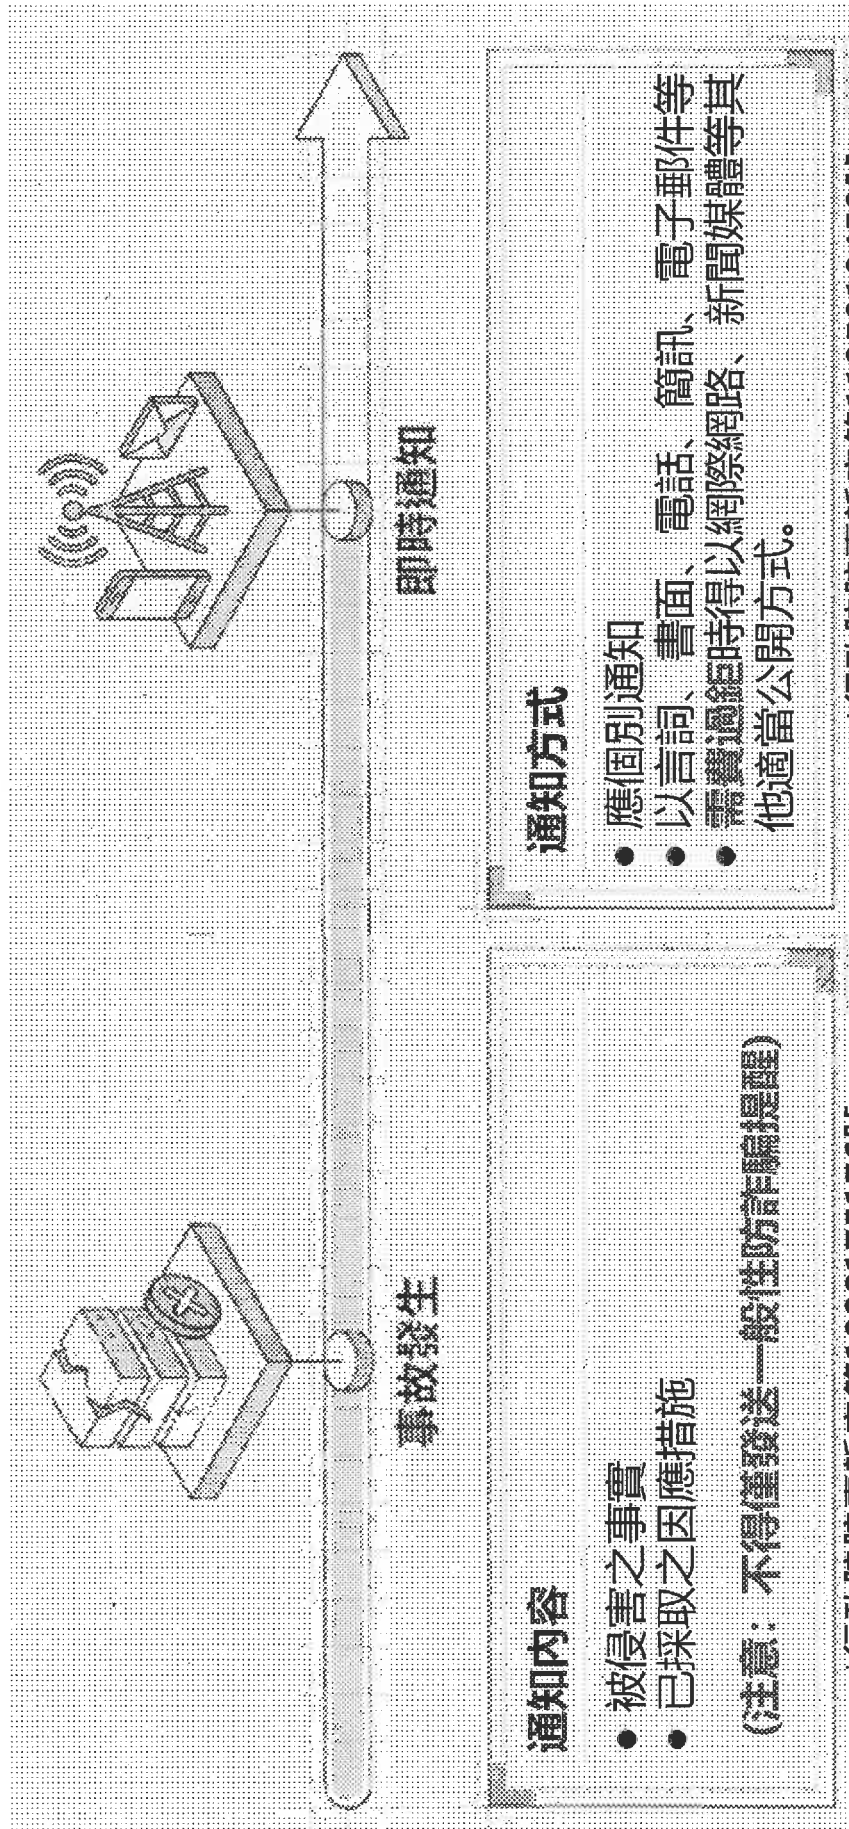 事故發生
即時通知
通知內容
被侵害之事實
已採取之因應措施
(注意：不得僅發送一般性防詐騙提醒)
通知方式
應個別通知
以言詞、書面、電話、簡訊、電子郵件等
需費過鉅時得以網際網路、新聞媒體等其
他適當公開方式。